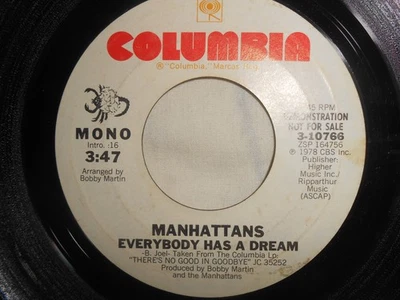 COLUMBIA
® "Columbia," Marcas
45 RPM
DEMONSTRATION
NOT FOR SALE
3-10766
ZSP 164756
℗ 1978 CBS Inc.
Publisher:
Higher
Music Inc./
Ripparthur
Music
(ASCAP)
MONO
Intro. :16
3:47
Arranged by
Bobby Martin
MANHATTANS
EVERYBODY HAS A DREAM
-B. Joel- Taken From The Columbia Lp:
"THERE'S NO GOOD IN GOODBYE" JC 35252
Produced by Bobby Martin
and the Manhattans